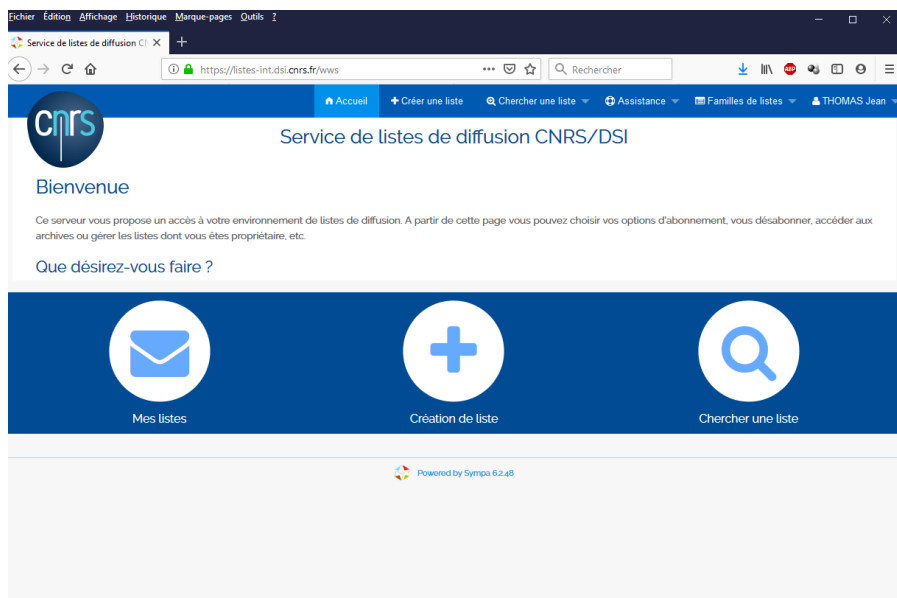 Fichier Édition Affichage Historique Marque-pages Outils ?
Service de listes de diffusion C
https://listes-int.dsi.cnrs.fr/wws
Rechercher
ABP
Accueil Créer une liste Chercher une liste Assistance Familles de listes THOMAS Jean
cnrs
Service de listes de diffusion CNRS/DSI
Bienvenue
Ce serveur vous propose un accès à votre environnement de listes de diffusion. A partir de cette page vous pouvez choisir vos options d'abonnement, vous désabonner, accéder aux
archives ou gérer les listes dont vous êtes propriétaire, etc.
Que désirez-vous faire ?
Mes listes Création de liste Chercher une liste
Powered by Sympa 6.2.48